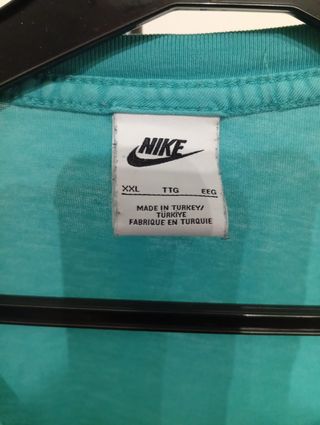 NIKE
XXL TTG EEG
MADE IN TURKEY/
TÜRKIYE
FABRIQUE EN TURQUIE